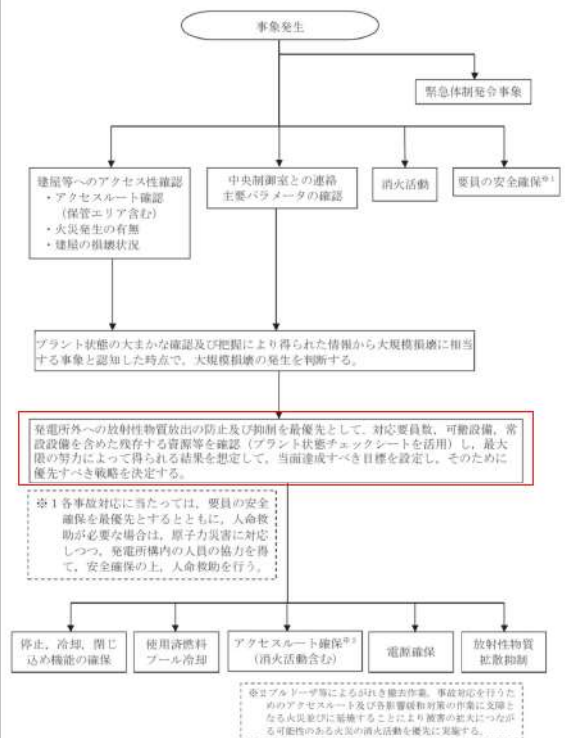 事象発生
緊急体制発令事象
建屋等へのアクセス性確認
・アクセスルート確認
（保管エリア含む）
・火災発生の有無
・建屋の損壊状況
中央制御室との連絡
主要パラメータの確認
消火活動
要員の安全確保※1
プラント状態の大まかな確認及び把握により得られた情報から大規模損壊に相当
する事象と認知した時点で、大規模損壊の発生を判断する。
発電所外への放射性物質放出の防止及び抑制を最優先として、対応要員数、可搬設備、常
設設備を含めた残存する資源等を確認（プラント状態チェックシートを活用）し、最大
限の努力によって得られる結果を想定して、当面達成すべき目標を設定し、そのために
優先すべき戦略を決定する。
※1 各事故対応に当たっては、要員の安全
確保を最優先とするとともに、人命救
助が必要な場合は、原子力災害に対応
しつつ、発電所構内の人員の協力を得
て、安全確保の上、人命救助を行う。
停止、冷却、閉じ
込め機能の確保
使用済燃料
プール冷却
アクセスルート確保※2
（消火活動含む）
電源確保
放射性物質
拡散抑制
※2 ブルドーザ等によるがれき撤去作業、事故対応を行うた
めのアクセスルート及び各影響緩和対策の作業に支障と
なる火災並びに延焼することにより被害の拡大につなが
る可能性のある火災の消火活動を優先に実施する。